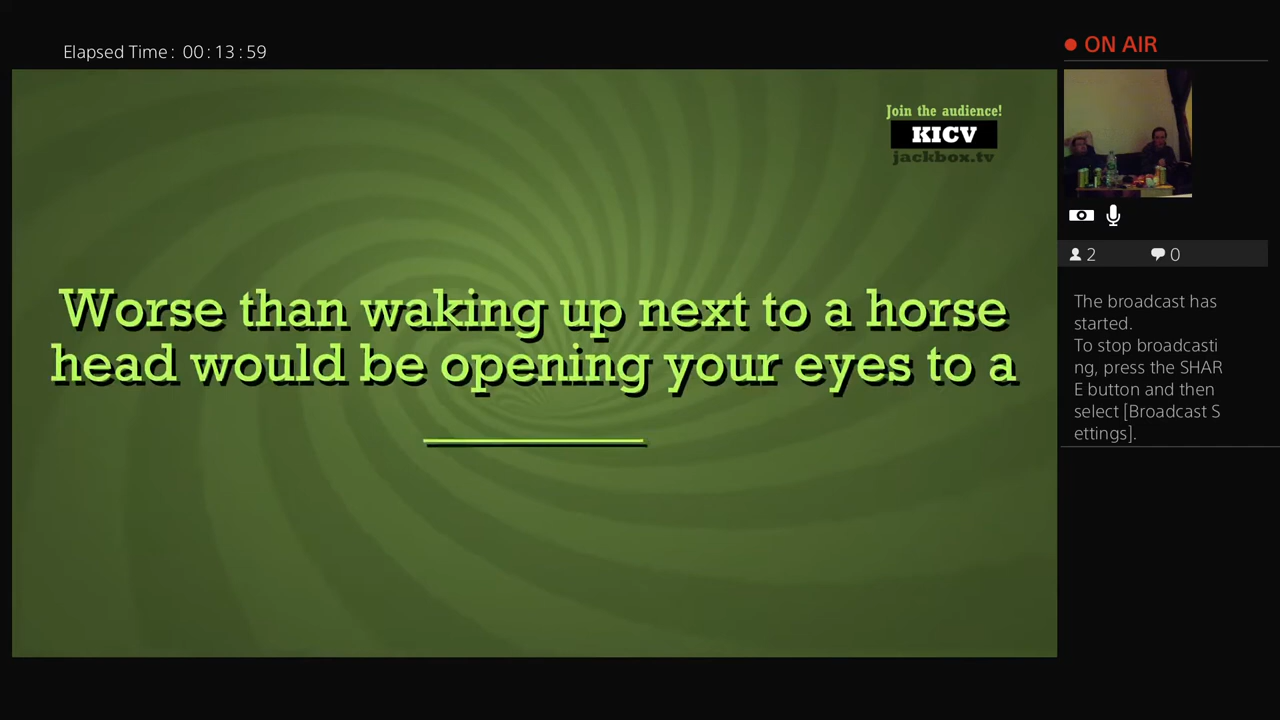 Elapsed Time: 00:13:59
ON AIR
Join the audience!
KICV
jackbox.tv
Worse than waking up next to a horse
head would be opening your eyes to a
2 0
The broadcast has
started.
To stop broadcasti
ng, press the SHAR
E button and then
select [Broadcast S
ettings].